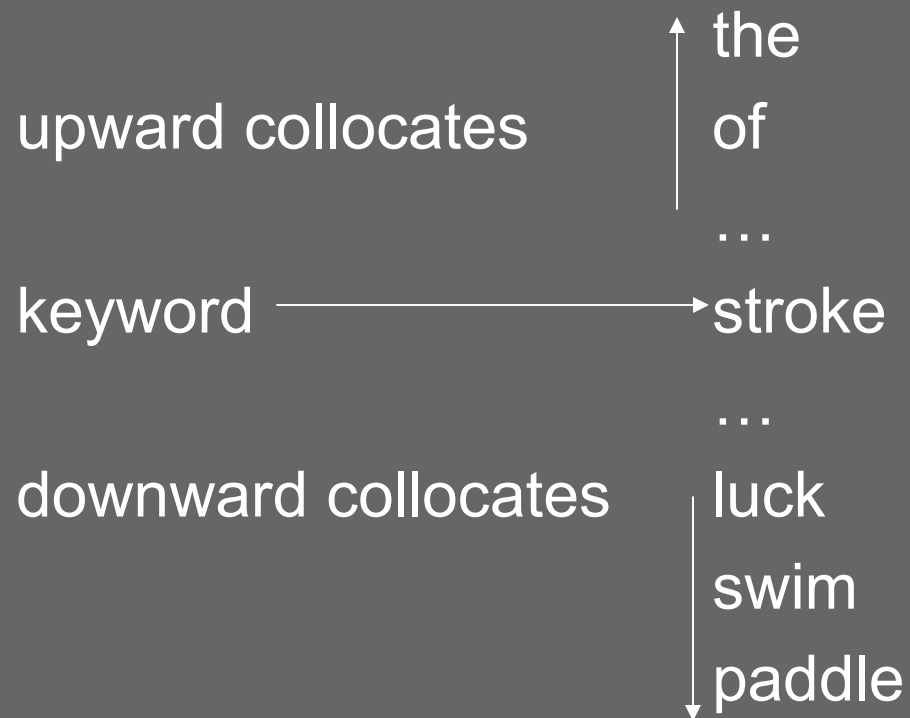 the
upward collocates of
…
keyword stroke
…
downward collocates luck
swim
paddle